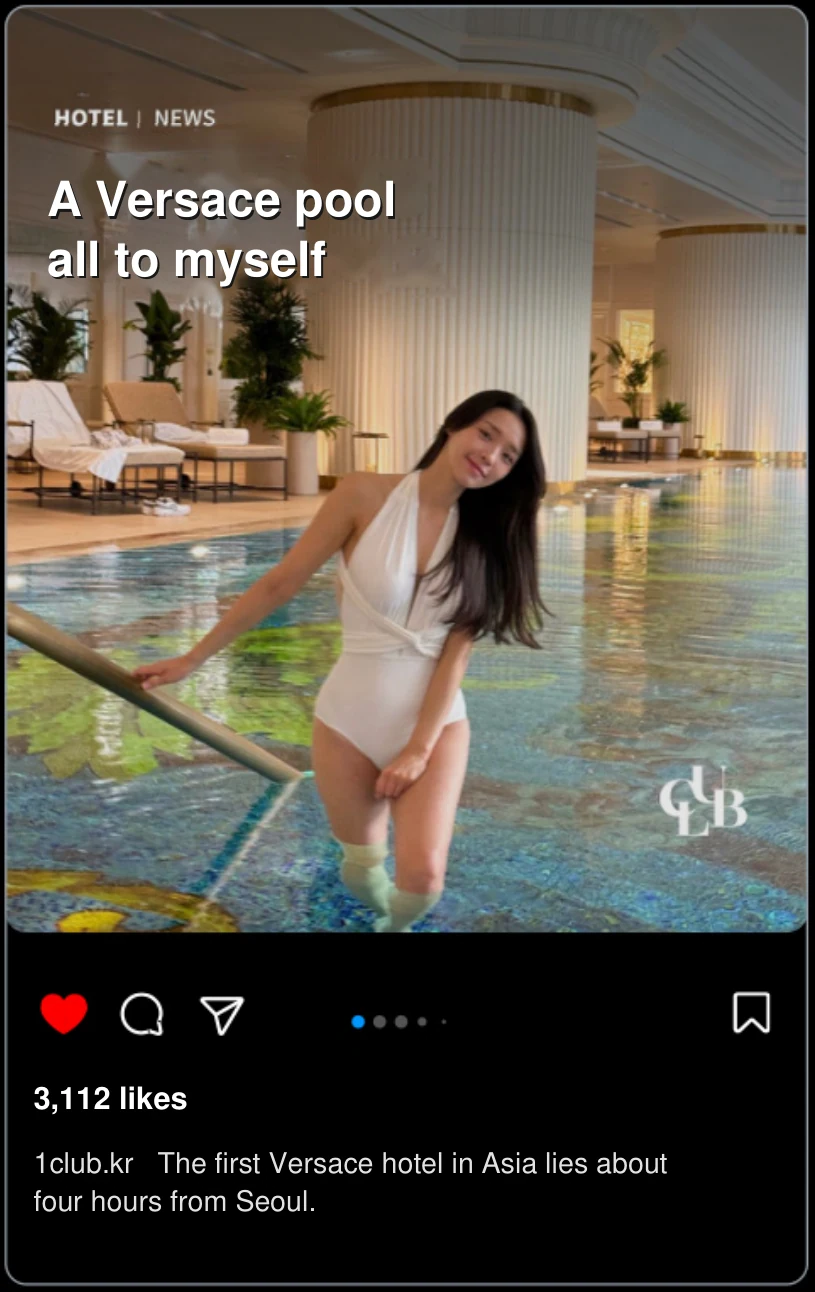 HOTEL | NEWS
A Versace pool
all to myself
CLUB
3,112 likes
1club.kr The first Versace hotel in Asia lies about
four hours from Seoul.